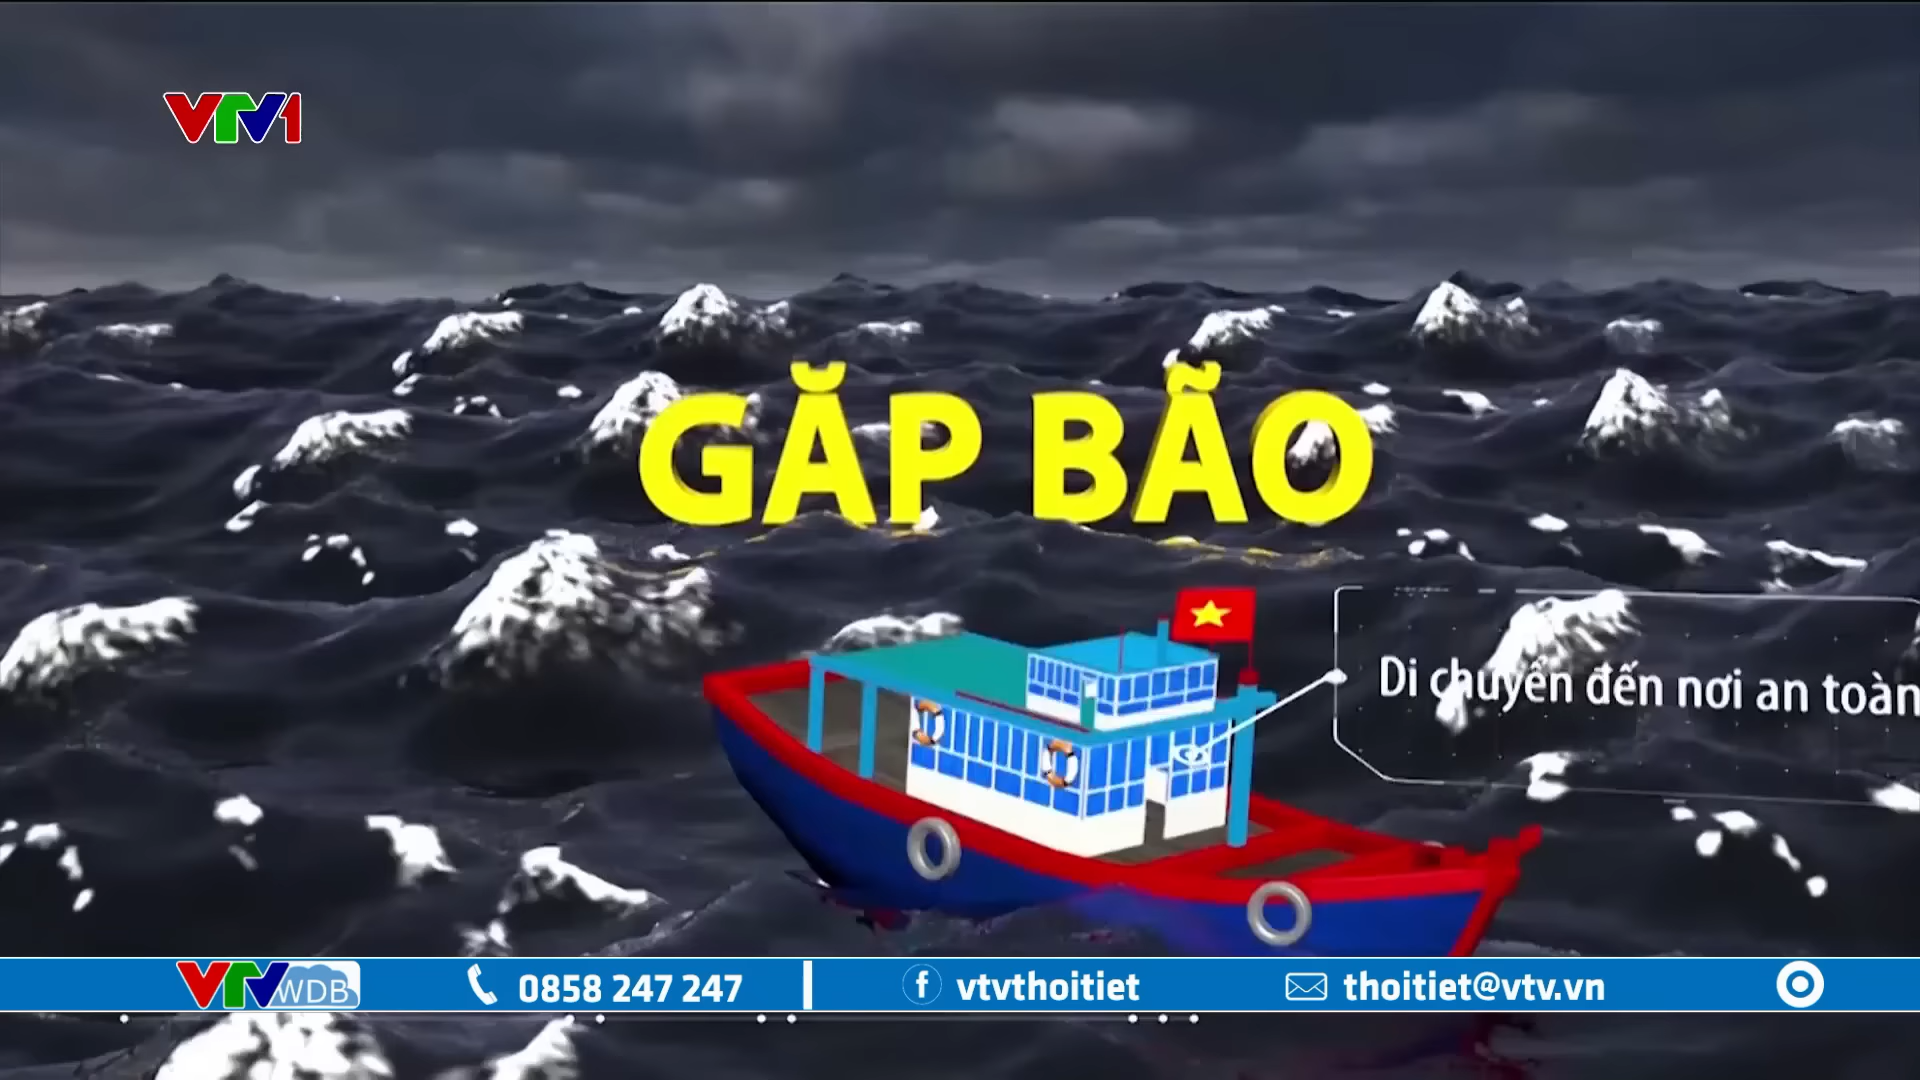 VTV1
GẶP BÃO
Di chuyển đến nơi an toàn
VTV WDB 0858 247 247 vtvthoitiet thoitiet@vtv.vn